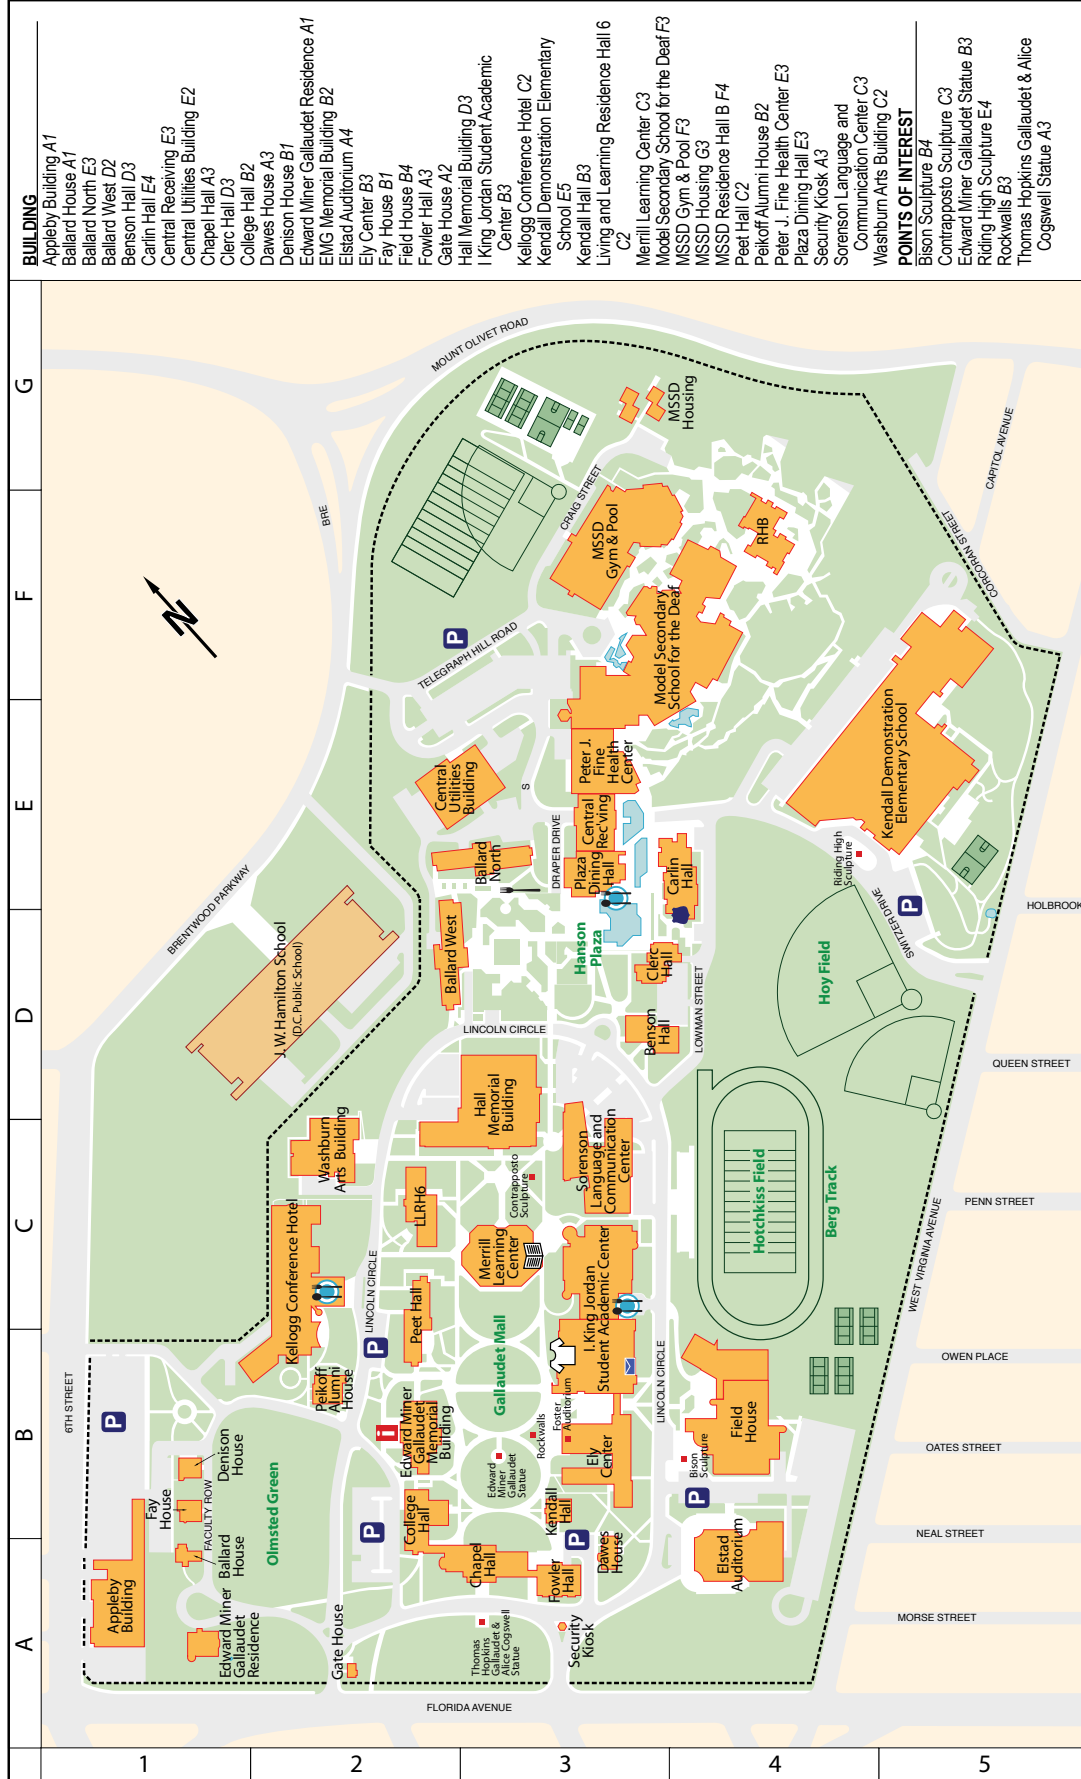 BUILDING
Appleby Building A1
Ballard House A1
Ballard North E3
Ballard West D2
Benson Hall D3
Carlin Hall E4
Central Receiving E3
Central Utilities Building E2
Chapel Hall A3
Clerc Hall D3
College Hall B2
Dawes House A3
Denison House B1
Edward Miner Gallaudet Residence A1
EMG Memorial Building B2
Elstad Auditorium A4
Ely Center B3
Fay House B1
Field House B4
Fowler Hall A3
Gate House A2
Hall Memorial Building D3
I King Jordan Student Academic
Center B3
Kellogg Conference Hotel C2
Kendall Demonstration Elementary
School E5
Kendall Hall B3
Living and Learning Residence Hall 6
C2
Merrill Learning Center C3
Model Secondary School for the Deaf F3
MSSD Gym & Pool F3
MSSD Housing G3
MSSD Residence Hall B F4
Peet Hall C2
Peikoff Alumni House B2
Peter J. Fine Health Center E3
Plaza Dining Hall E3
Security Kiosk A3
Sorenson Language and
Communication Center C3
Washburn Arts Building C2
POINTS OF INTEREST
Bison Sculpture B4
Contrapposto Sculpture C3
Edward Miner Gallaudet Statue B3
Riding High Sculpture E4
Rockwalls B3
Thomas Hopkins Gallaudet & Alice
Cogswell Statue A3
A
B
C
D
E
F
G
1
2
3
4
5
N
6TH STREET
BRENTWOOD PARKWAY
BRE
MOUNT OLIVET ROAD
P
Appleby
Building
Fay
House
Denison
House
FACULTY ROW
Ballard
House
Edward Miner
Gallaudet
Residence
Olmsted Green
J. W. Hamilton School
(D.C. Public School)
Gate House
Peikoff
Alumni
House
Kellogg Conference Hotel
Washburn
Arts Building
LINCOLN CIRCLE
P
P
i
College
Hall
Edward Miner
Gallaudet
Memorial
Building
Peet Hall
LLRH6
Ballard West
Ballard
North
Central
Utilities
Building
TELEGRAPH HILL ROAD
P
CRAIG STREET
S
DRAPER DRIVE
LINCOLN CIRCLE
Chapel
Hall
Thomas
Hopkins
Gallaudet &
Alice Cogswell
Statue
Edward
Miner
Gallaudet
Statue
Gallaudet Mall
Merrill
Learning
Center
Contrapposto
Sculpture
Hall
Memorial
Building
Rockwalls
Foster
Auditorium
Fowler
Hall
Security
Kiosk
Kendall
Hall
P
Dawes
House
Ely
Center
I. King Jordan
Student Academic Center
Sorenson
Language and
Communication
Center
Hanson
Plaza
Plaza
Dining
Hall
Central
Rec'ving
Peter J.
Fine
Health
Center
Model Secondary
School for the Deaf
MSSD
Gym & Pool
MSSD
Housing
RHB
LINCOLN CIRCLE
Benson
Hall
Clerc
Hall
Carlin
Hall
LOWMAN STREET
Elstad
Auditorium
P
Bison
Sculpture
Field
House
Hotchkiss Field
Berg Track
Hoy Field
Riding High
Sculpture
SWITZER DRIVE
P
Kendall Demonstration
Elementary School
CORCORAN STREET
CAPITOL AVENUE
WEST VIRGINIA AVENUE
FLORIDA AVENUE
MORSE STREET
NEAL STREET
OATES STREET
OWEN PLACE
PENN STREET
QUEEN STREET
HOLBROOK